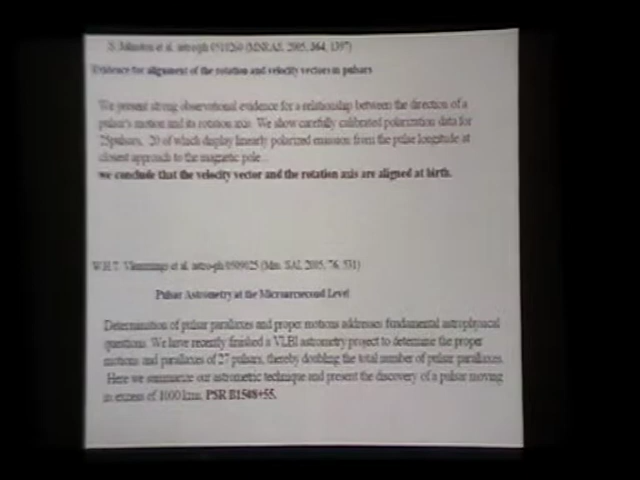 S. Johnston et al. astro-ph/0510260 (MNRAS, 2005, 364, 1397)
Evidence for alignment of the rotation and velocity vectors in pulsars
We present strong observational evidence for a relationship between the direction of a
pulsar's motion and its rotation axis. We show carefully calibrated polarization data for
25pulsars, 20 of which display linearly polarized emission from the pulse longitude at
closest approach to the magnetic pole...
we conclude that the velocity vector and the rotation axis are aligned at birth.
W.H.T. Vlemmings et al. astro-ph/0509025 (Mm. SAI, 2005, 76, 531)
Pulsar Astrometry at the Microarcsecond Level
Determination of pulsar parallaxes and proper motions addresses fundamental astrophysical
questions. We have recently finished a VLBI astrometry project to determine the proper
motions and parallaxes of 27 pulsars, thereby doubling the total number of pulsar parallaxes.
Here we summarize our astrometric technique and present the discovery of a pulsar moving
in excess of 1000 kms, PSR B1508+55.